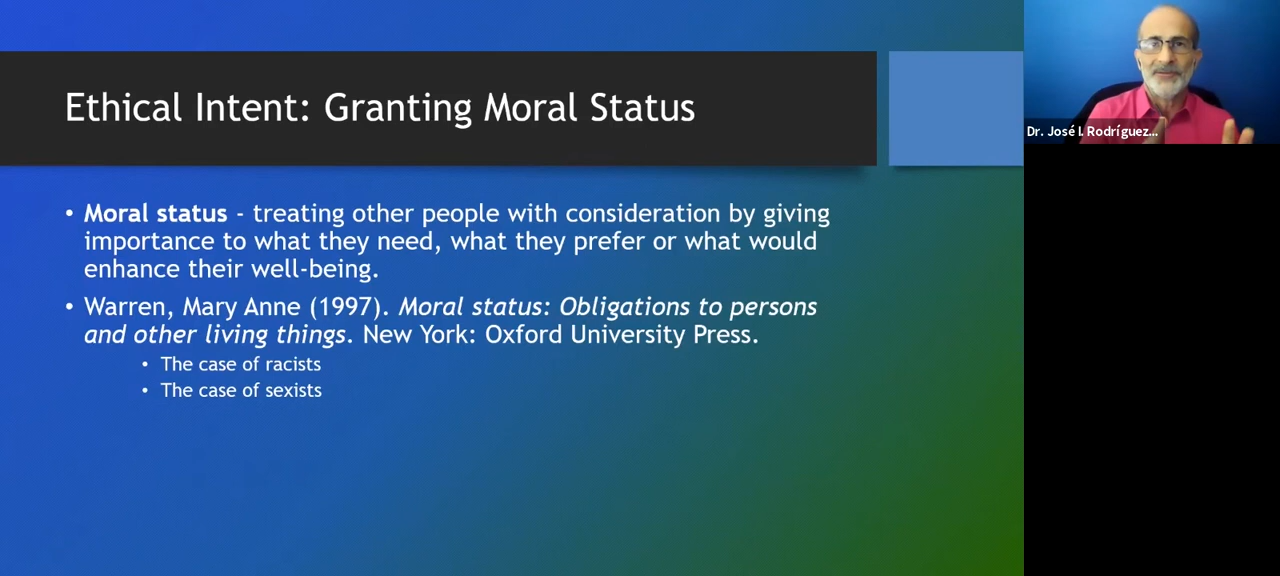 Ethical Intent: Granting Moral Status
• Moral status - treating other people with consideration by giving
importance to what they need, what they prefer or what would
enhance their well-being.
• Warren, Mary Anne (1997). Moral status: Obligations to persons
and other living things. New York: Oxford University Press.
• The case of racists
• The case of sexists
Dr. José I. Rodríguez...